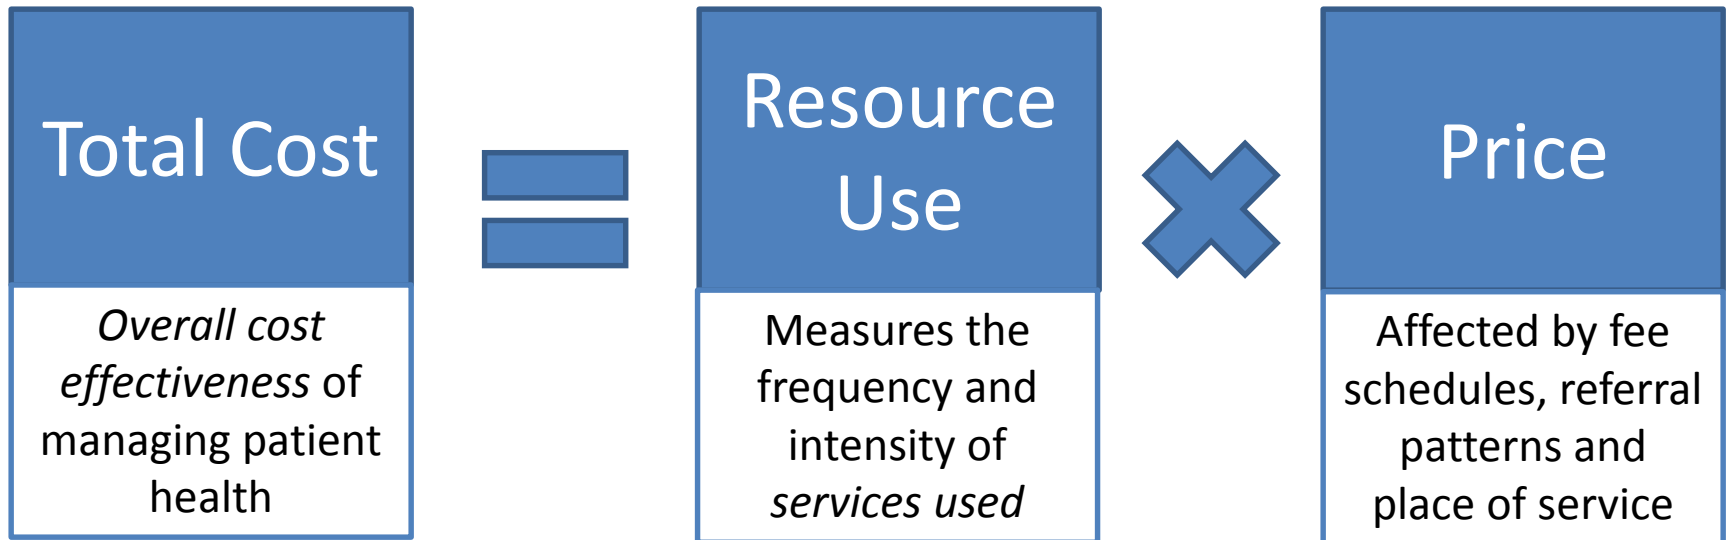 Total Cost
Overall cost
effectiveness of
managing patient
health
Resource
Use
Measures the
frequency and
intensity of
services used
Price
Affected by fee
schedules, referral
patterns and
place of service